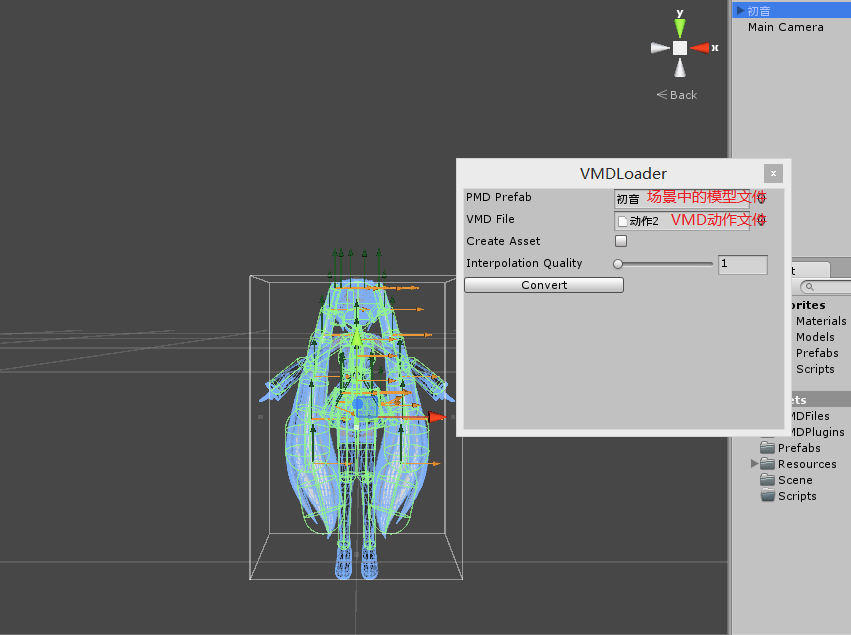 初音
Main Camera
y
x
Back
VMDLoader
x
PMD Prefab
初音
场景中的模型文件
VMD File
动作2
VMD动作文件
Create Asset
Interpolation Quality
1
Convert
t
orites
Materials
Models
Prefabs
Scripts
ets
MDFiles
MDPlugins
Prefabs
Resources
Scene
Scripts